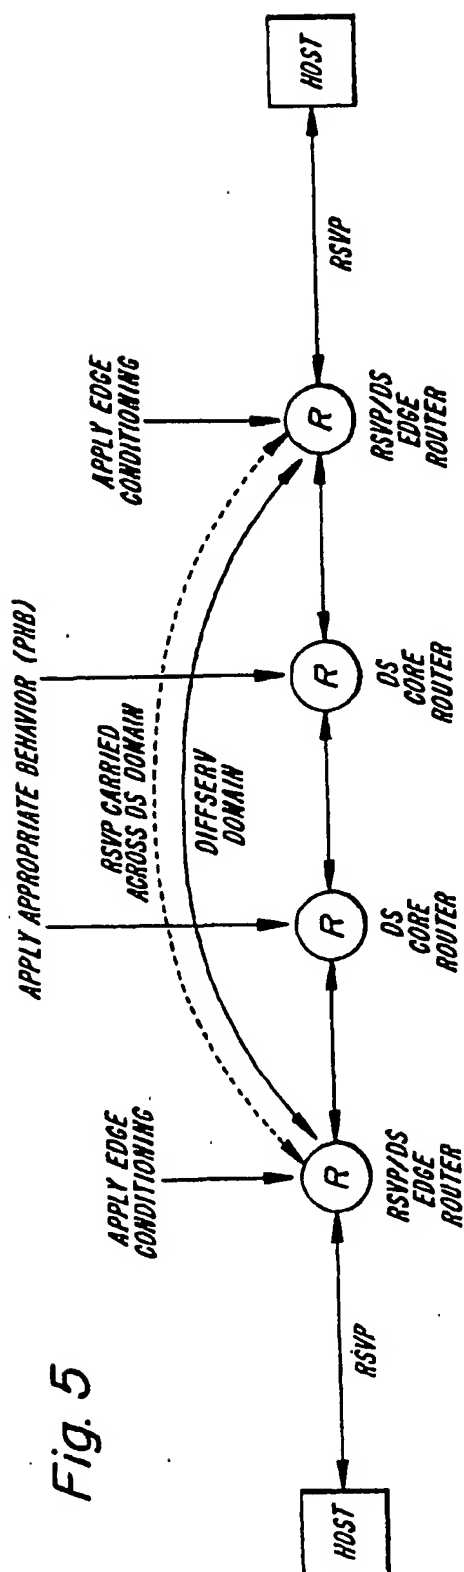 Fig. 5
APPLY APPROPRIATE BEHAVIOR (PHB)
APPLY EDGE
CONDITIONING
RSVP CARRIED
ACROSS DS DOMAIN
APPLY EDGE
CONDITIONING
DIFFSERV
DOMAIN
HOST
RSVP
R
RSVP/DS
EDGE
ROUTER
R
DS
CORE
ROUTER
R
DS
CORE
ROUTER
R
RSVP/DS
EDGE
ROUTER
RSVP
HOST